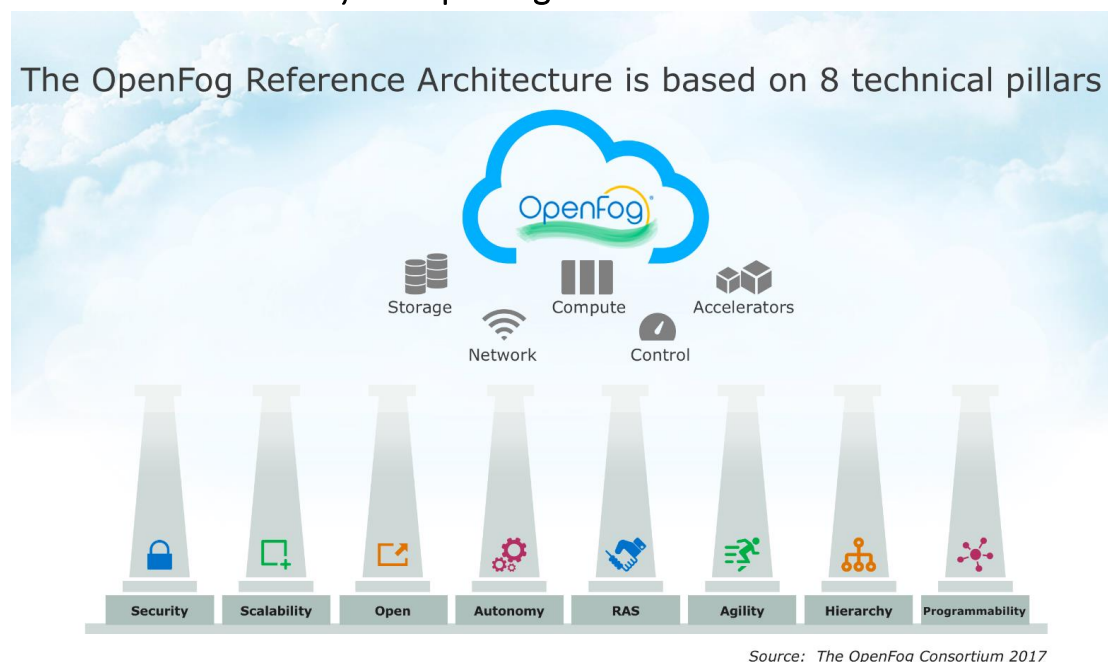 The OpenFog Reference Architecture is based on 8 technical pillars
OpenFog
Storage
Compute
Accelerators
Network
Control
Security
Scalability
Open
Autonomy
RAS
Agility
Hierarchy
Programmability
Source: The OpenFog Consortium 2017